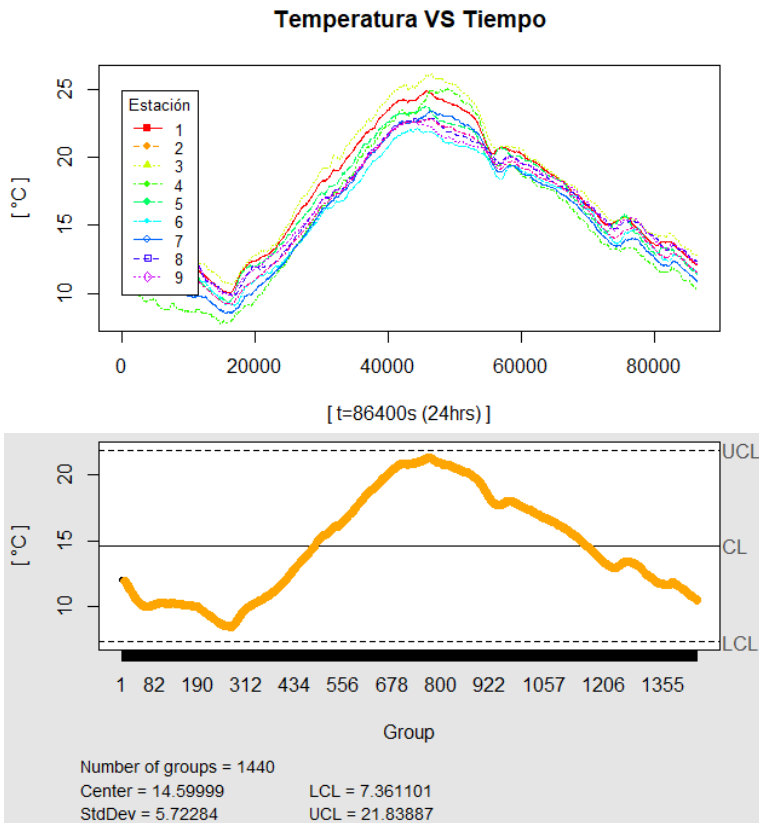 Temperatura VS Tiempo
[ °C ]
25
20
15
10
Estación
1
2
3
4
5
6
7
8
9
0 20000 40000 60000 80000
[ t=86400s (24hrs) ]
[ °C ]
20
15
10
UCL
CL
LCL
1 82 190 312 434 556 678 800 922 1057 1206 1355
Group
Number of groups = 1440
Center = 14.59999 LCL = 7.361101
StdDev = 5.72284 UCL = 21.83887